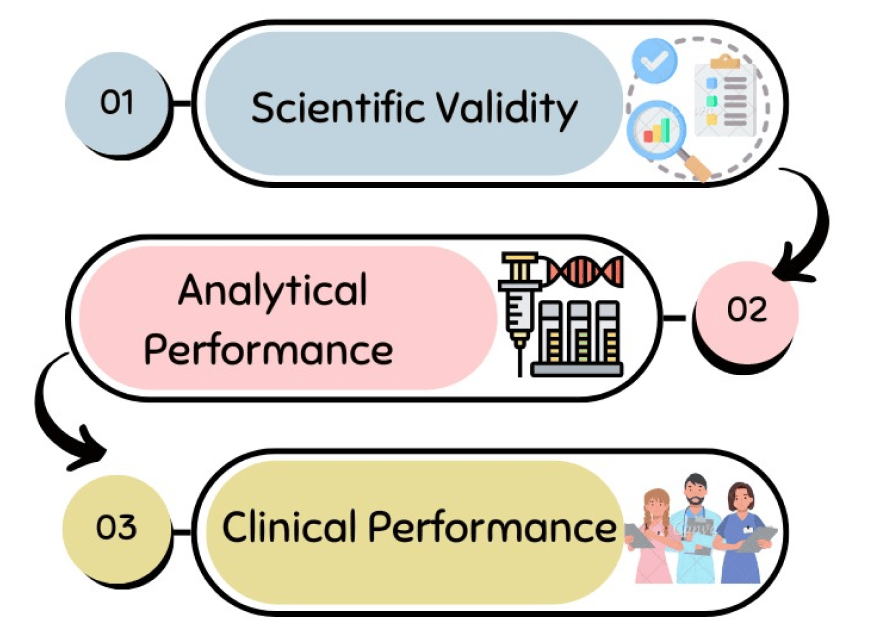 01
Scientific Validity
Analytical
Performance
02
03
Clinical Performance